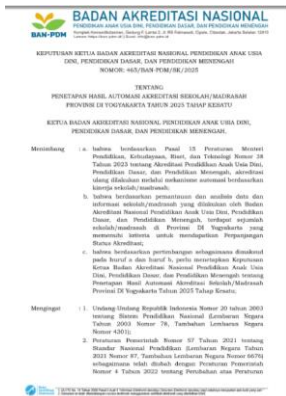 BADAN AKREDITASI NASIONAL
PENDIDIKAN ANAK USIA DINI, PENDIDIKAN DASAR, DAN PENDIDIKAN MENENGAH
BAN-PDM
KEPUTUSAN KETUA BADAN AKREDITASI NASIONAL PENDIDIKAN ANAK USIA
DINI, PENDIDIKAN DASAR, DAN PENDIDIKAN MENENGAH
NOMOR: 465/BAN-PDM/SK/2025
TENTANG
PENETAPAN HASIL AUTOMASI AKREDITASI SEKOLAH/MADRASAH
PROVINSI DI YOGYAKARTA TAHUN 2025 TAHAP KESATU
KETUA BADAN AKREDITASI NASIONAL PENDIDIKAN ANAK USIA DINI,
PENDIDIKAN DASAR, DAN PENDIDIKAN MENENGAH,
Menimbang : a. bahwa berdasarkan Pasal 15 Peraturan Menteri
Pendidikan, Kebudayaan, Riset, dan Teknologi Nomor 38
Tahun 2023 tentang Akreditasi Pendidikan Anak Usia Dini,
Pendidikan Dasar, dan Pendidikan Menengah, akreditasi
ulang dilakukan melalui mekanisme automasi berdasarkan
kinerja sekolah/madrasah;
b. bahwa berdasarkan pemantauan dan analisis data dan
informasi sekolah/madrasah yang dilakukan oleh Badan
Akreditasi Nasional Pendidikan Anak Usia Dini, Pendidikan
Dasar, dan Pendidikan Menengah, terdapat sejumlah
sekolah/madrasah di Provinsi DI Yogyakarta yang
memenuhi kriteria untuk mendapatkan Perpanjangan
Status Akreditasi;
c. bahwa berdasarkan pertimbangan sebagaimana dimaksud
pada huruf a dan huruf b, perlu menetapkan Keputusan
Ketua Badan Akreditasi Nasional Pendidikan Anak Usia
Dini, Pendidikan Dasar, dan Pendidikan Menengah tentang
Penetapan Hasil Automasi Akreditasi Sekolah/Madrasah
Provinsi DI Yogyakarta Tahun 2025 Tahap Kesatu,
Mengingat : 1. Undang-Undang Republik Indonesia Nomor 20 tahun 2003
tentang Sistem Pendidikan Nasional (Lembaran Negara
Tahun 2003 Nomor 78, Tambahan Lembaran Negara
Nomor 4301);
2. Peraturan Pemerintah Nomor 57 Tahun 2021 tentang
Standar Nasional Pendidikan (Lembaran Negara Tahun
2021 Nomor 87, Tambahan Lembaran Negara Nomor 6676)
sebagaimana telah diubah dengan Peraturan Pemerintah
Nomor 4 Tahun 2022 tentang Perubahan atas Peraturan